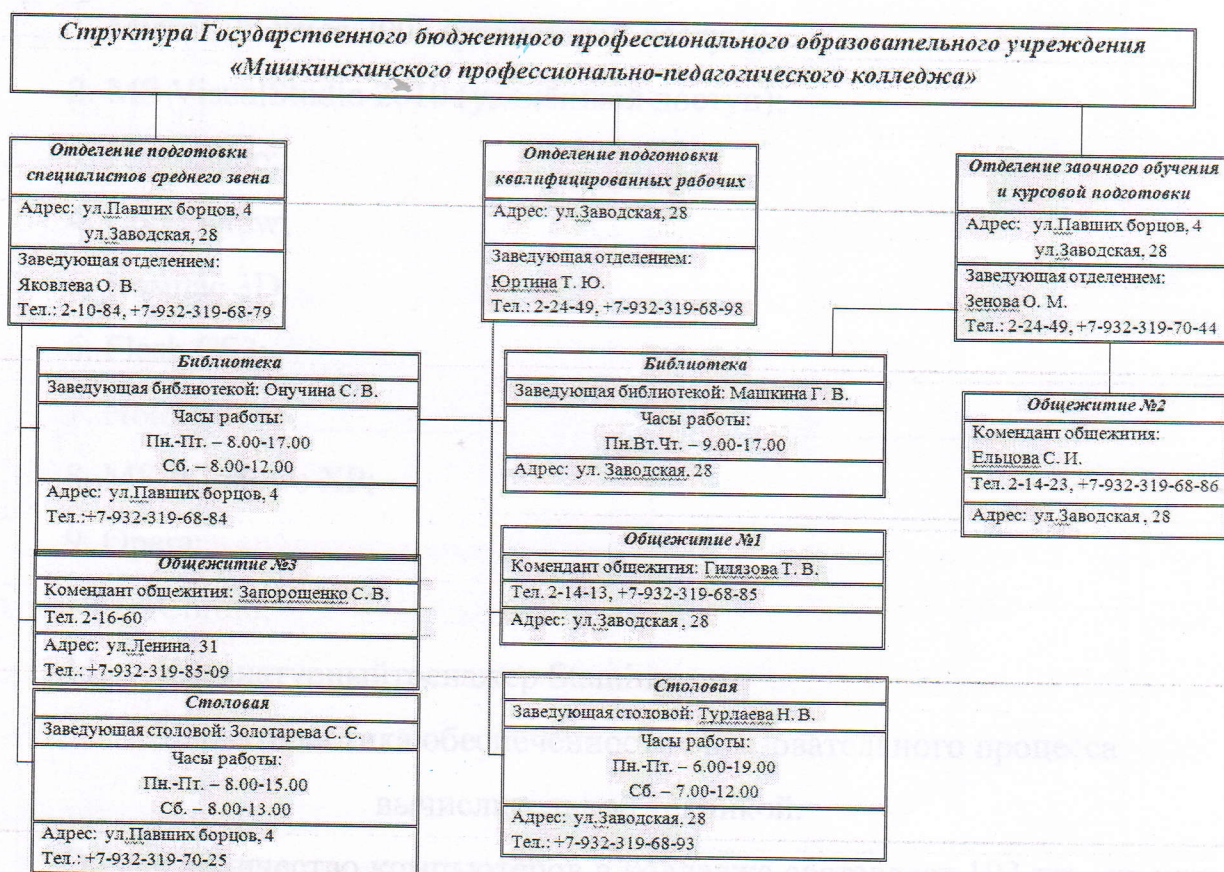 Структура Государственного бюджетного профессионального образовательного учреждения
«Мишкинскинского профессионально-педагогического колледжа»
Отделение подготовки
специалистов среднего звена
Адрес: ул.Павших борцов, 4
ул.Заводская, 28
Заведующая отделением:
Яковлева О. В.
Тел.: 2-10-84, +7-932-319-68-79
Отделение подготовки
квалифицированных рабочих
Адрес: ул.Заводская, 28
Заведующая отделением:
Юртина Т. Ю.
Тел.: 2-24-49, +7-932-319-68-98
Отделение заочного обучения
и курсовой подготовки
Адрес: ул.Павших борцов, 4
ул.Заводская, 28
Заведующая отделением:
Зенова О. М.
Тел.: 2-24-49, +7-932-319-70-44
Библиотека
Заведующая библиотекой: Онучина С. В.
Часы работы:
Пн.-Пт. – 8.00-17.00
Сб. – 8.00-12.00
Адрес: ул.Павших борцов, 4
Тел.:+7-932-319-68-84
Библиотека
Заведующая библиотекой: Машкина Г. В.
Часы работы:
Пн.Вт.Чт. – 9.00-17.00
Адрес: ул. Заводская, 28
Общежитие №2
Комендант общежития:
Ельцова С. И.
Тел. 2-14-23, +7-932-319-68-86
Адрес: ул.Заводская, 28
Общежитие №3
Комендант общежития: Запорощенко С. В.
Тел. 2-16-60
Адрес: ул.Ленина, 31
Тел.: +7-932-319-85-09
Общежитие №1
Комендант общежития: Гилязова Т. В.
Тел. 2-14-13, +7-932-319-68-85
Адрес: ул.Заводская, 28
Столовая
Заведующая столовой: Золотарева С. С.
Часы работы:
Пн.-Пт. – 8.00-15.00
Сб. – 8.00-13.00
Адрес: ул.Павших борцов, 4
Тел.: +7-932-319-70-25
Столовая
Заведующая столовой: Турлаева Н. В.
Часы работы:
Пн.-Пт. – 6.00-19.00
Сб. – 7.00-12.00
Адрес: ул.Заводская, 28
Тел.: +7-932-319-68-93